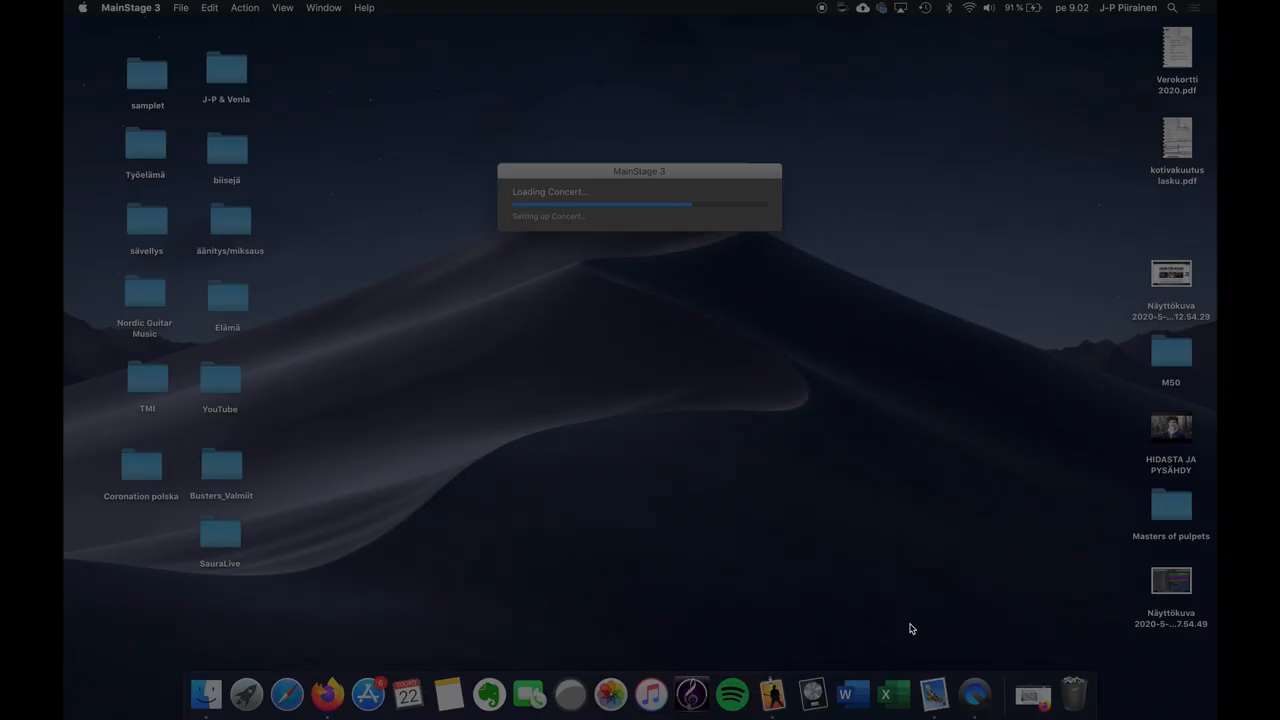 MainStage 3 File Edit Action View Window Help 91 % pe 9.02 J-P Piirainen
samplet
J-P & Venla
Työelämä
biisejä
sävellys
äänitys/miksaus
Nordic Guitar
Music
Elämä
TMI
YouTube
Coronation polska
Busters_Valmiit
SauraLive
MainStage 3
Loading Concert...
Setting up Concert...
Verokortti
2020.pdf
kotivakuutus
lasku.pdf
Näyttökuva
2020-5-...12.54.29
M50
HIDASTA JA
PYSÄHDY
Masters of pulpets
Näyttökuva
2020-5-...7.54.49
6
TOUKO
22
W
X